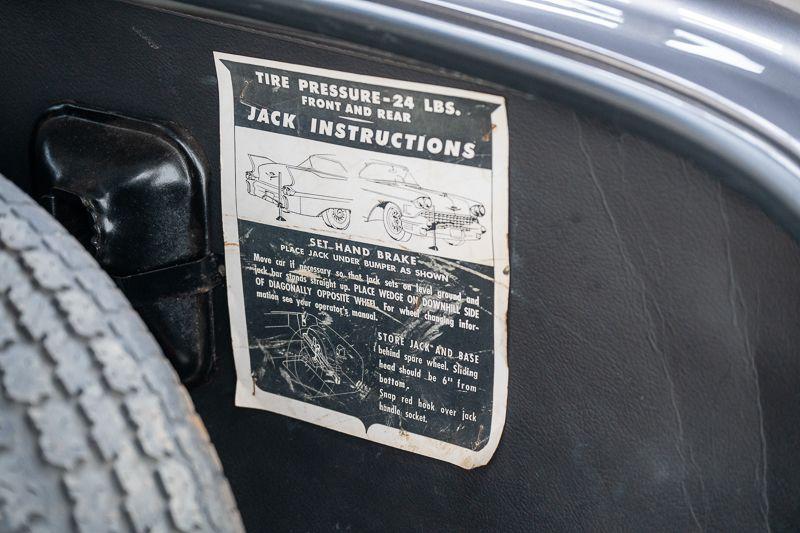 TIRE PRESSURE-24 LBS.
FRONT AND REAR
JACK INSTRUCTIONS
SET HAND BRAKE
PLACE JACK UNDER BUMPER AS SHOWN
Move car if necessary so that jack sets on level ground and
jack bar stands straight up. PLACE WEDGE ON DOWNHILL SIDE
OF DIAGONALLY OPPOSITE WHEEL. For wheel changing infor-
mation see your operator's manual.
STORE JACK AND BASE
behind spare wheel. Sliding
head should be 6" from
bottom.
Snap red hook over jack
handle socket.